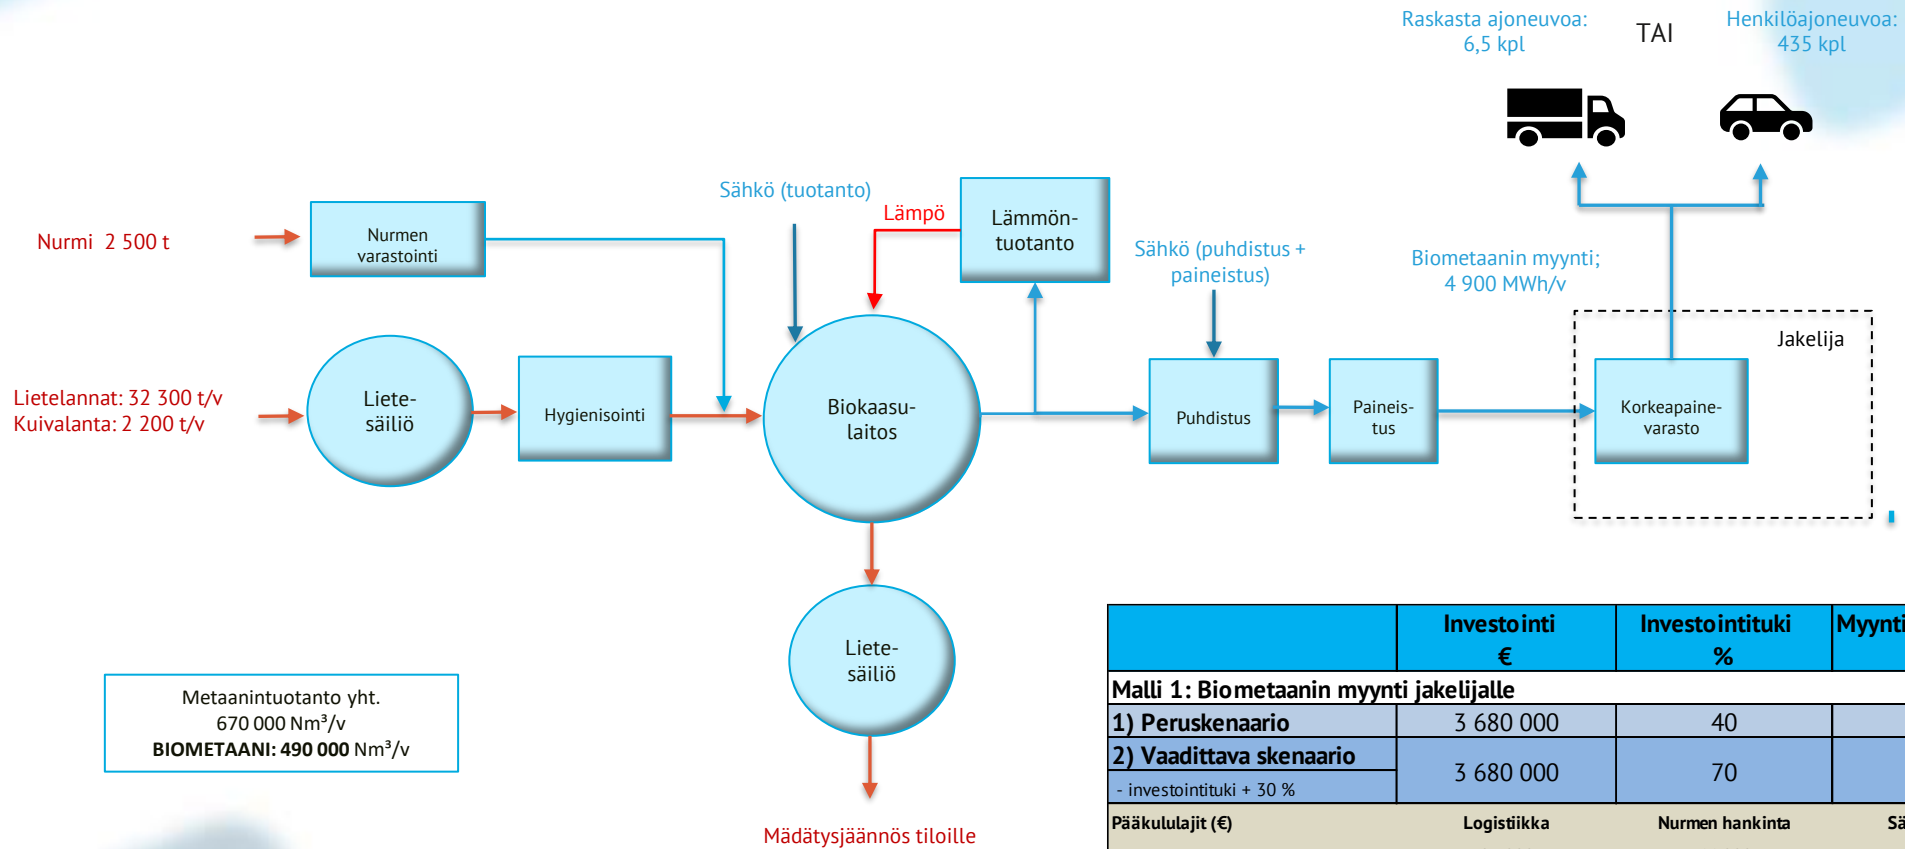 Raskasta ajoneuvoa:
6,5 kpl
TAI
Henkilöajoneuvoa:
435 kpl
Sähkö (tuotanto)
Lämpö
Lämmön-
tuotanto
Nurmi 2 500 t
Nurmen
varastointi
Sähkö (puhdistus +
paineistus)
Biometaanin myynti;
4 900 MWh/v
Jakelija
Lietelannat: 32 300 t/v
Kuivalanta: 2 200 t/v
Liete-
säiliö
Hygienisointi
Biokaasu-
laitos
Puhdistus
Paineis-
tus
Korkeapaine-
varasto
Liete-
säiliö
Mädätysjäännös tiloille
Metaanintuotanto yht.
670 000 Nm³/v
BIOMETAANI: 490 000 Nm³/v
Investointi
€
Investointituki
%
Myynti
Malli 1: Biometaanin myynti jakelijalle
1) Peruskenaario 3 680 000 40
2) Vaadittava skenaario 3 680 000 70
- investointituki + 30 %
Pääkululajit (€) Logistiikka Nurmen hankinta